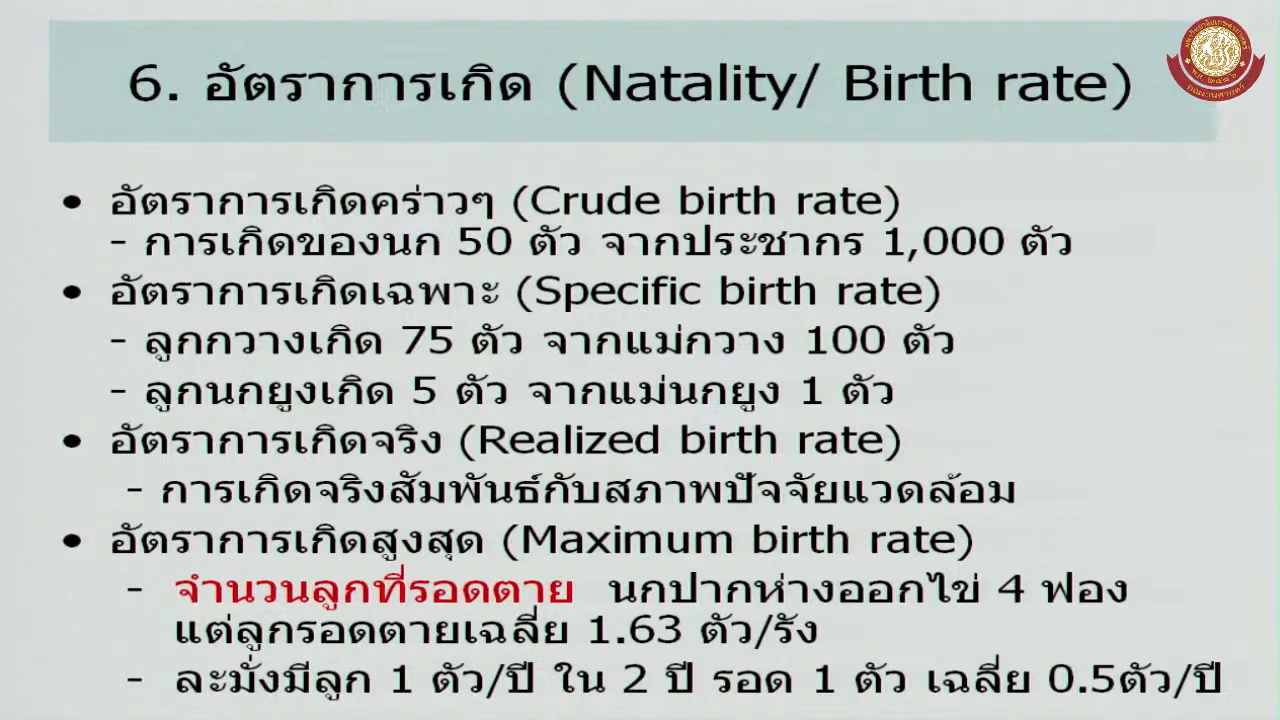 6. อัตราการเกิด (Natality/ Birth rate)
• อัตราการเกิดคร่าวๆ (Crude birth rate)
- การเกิดของนก 50 ตัว จากประชากร 1,000 ตัว
• อัตราการเกิดเฉพาะ (Specific birth rate)
- ลูกกวางเกิด 75 ตัว จากแม่กวาง 100 ตัว
- ลูกนกยูงเกิด 5 ตัว จากแม่นกยูง 1 ตัว
• อัตราการเกิดจริง (Realized birth rate)
- การเกิดจริงสัมพันธ์กับสภาพปัจจัยแวดล้อม
• อัตราการเกิดสูงสุด (Maximum birth rate)
- จำนวนลูกที่รอดตาย นกปากห่างออกไข่ 4 ฟอง
แต่ลูกรอดตายเฉลี่ย 1.63 ตัว/รัง
- ละมั่งมีลูก 1 ตัว/ปี ใน 2 ปี รอด 1 ตัว เฉลี่ย 0.5ตัว/ปี